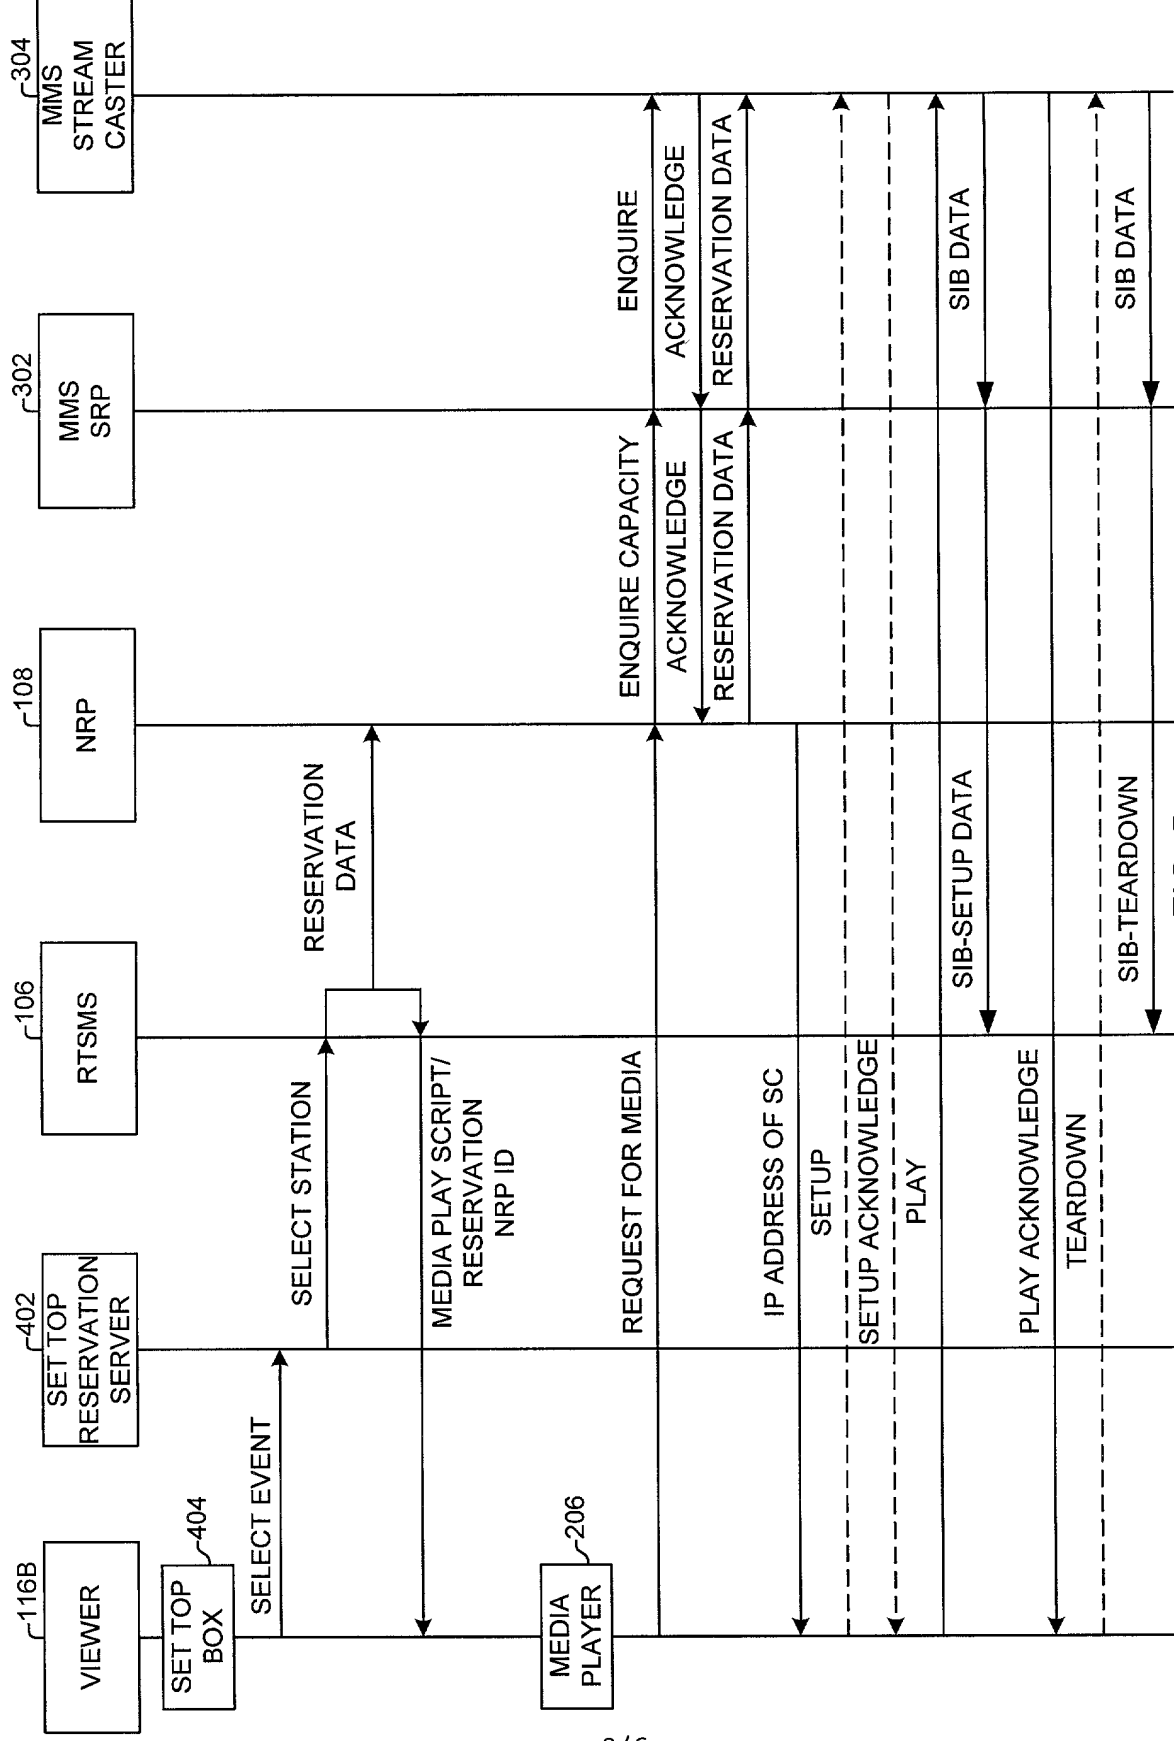 116B
VIEWER
402
SET TOP
RESERVATION
SERVER
106
RTSMS
108
NRP
302
MMS
SRP
304
MMS
STREAM
CASTER
SET TOP
BOX
404
SELECT EVENT
SELECT STATION
RESERVATION
DATA
MEDIA PLAY SCRIPT/
RESERVATION
NRP ID
MEDIA
PLAYER
206
REQUEST FOR MEDIA
ENQUIRE CAPACITY
ENQUIRE
ACKNOWLEDGE
ACKNOWLEDGE
RESERVATION DATA
RESERVATION DATA
IP ADDRESS OF SC
SETUP
SETUP ACKNOWLEDGE
PLAY
SIB-SETUP DATA
SIB DATA
PLAY ACKNOWLEDGE
TEARDOWN
SIB-TEARDOWN
SIB DATA